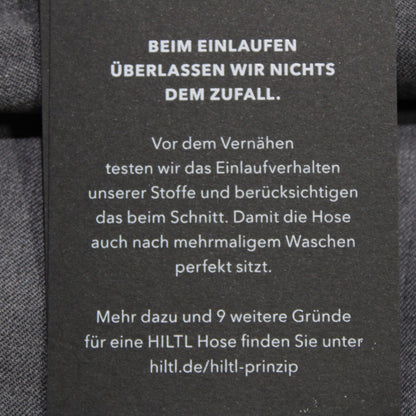 BEIM EINLAUFEN
ÜBERLASSEN WIR NICHTS
DEM ZUFALL.
Vor dem Vernähen
testen wir das Einlaufverhalten
unserer Stoffe und berücksichtigen
das beim Schnitt. Damit die Hose
auch nach mehrmaligem Waschen
perfekt sitzt.
Mehr dazu und 9 weitere Gründe
für eine HILTL Hose finden Sie unter
hiltl.de/hiltl-prinzip